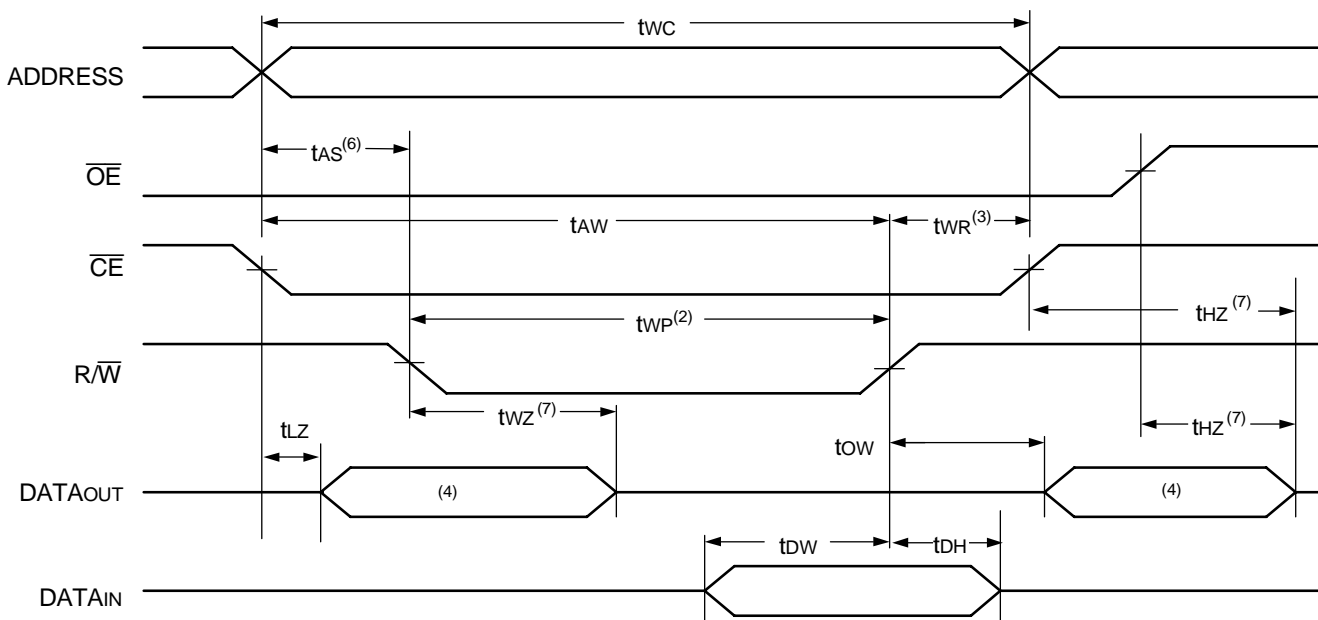 tWC
ADDRESS
tAS(6)
OE
tAW
tWR(3)
CE
tWP(2)
tHZ(7)
R/W
tWZ(7)
tLZ
tOW
tHZ(7)
DATAOUT
(4)
(4)
tDW
tDH
DATAIN